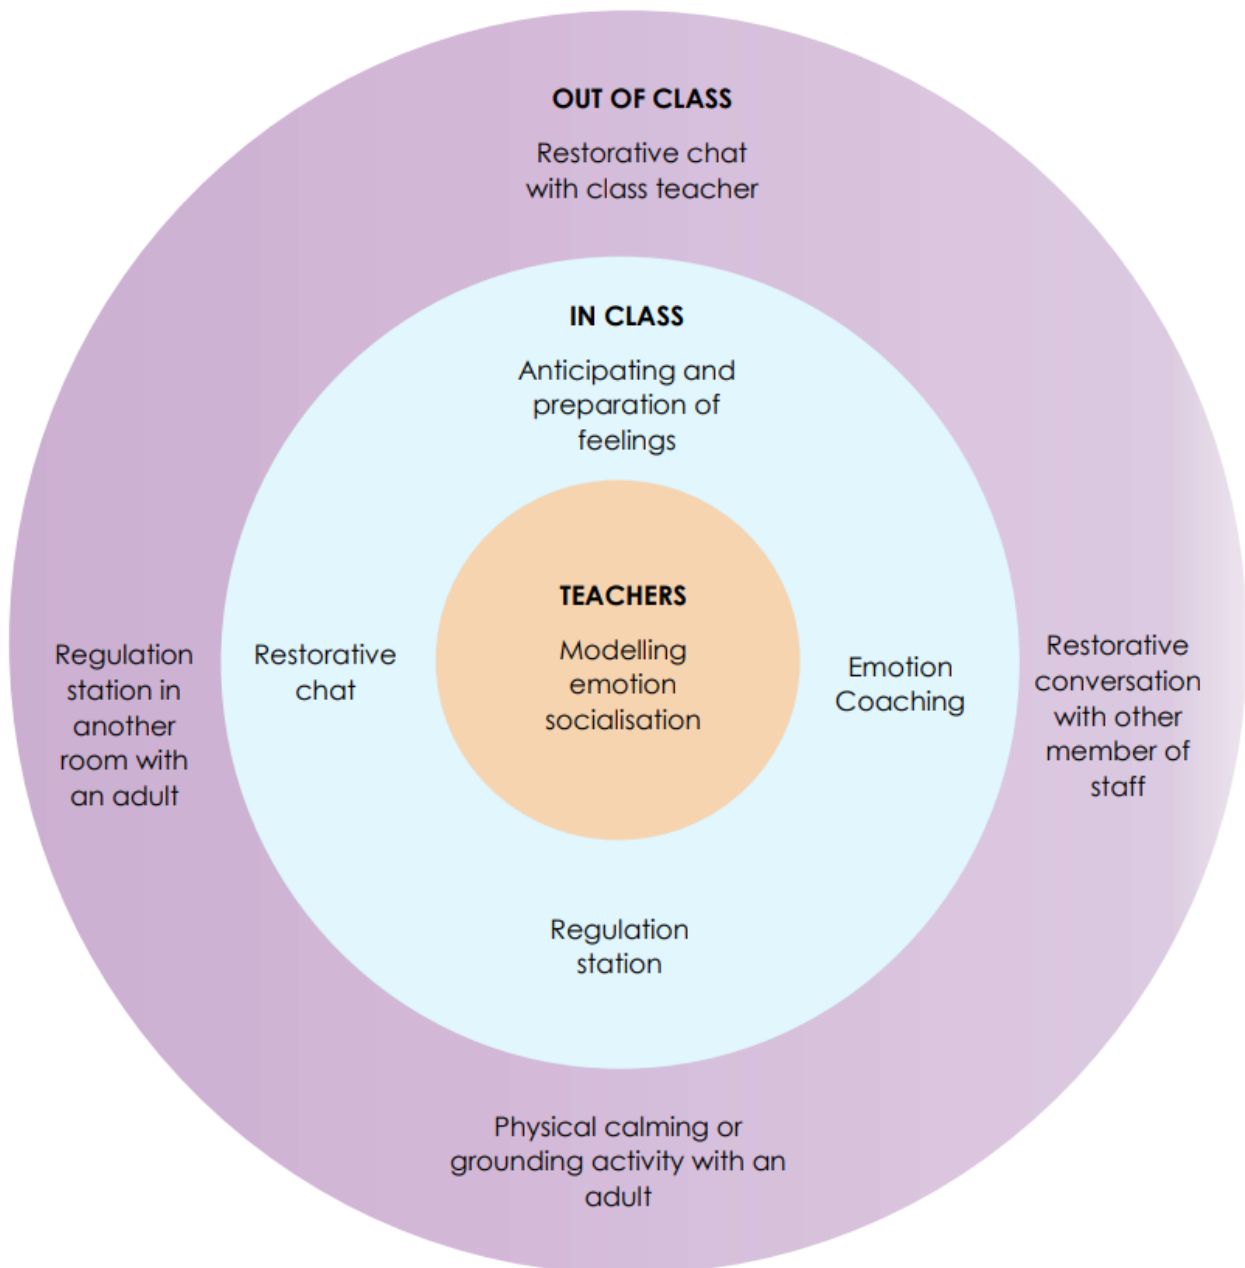 OUT OF CLASS
Restorative chat
with class teacher
IN CLASS
Anticipating and
preparation of
feelings
TEACHERS
Modelling
emotion
socialisation
Regulation
station in
another
room with
an adult
Restorative
chat
Emotion
Coaching
Restorative
conversation
with other
member of
staff
Regulation
station
Physical calming or
grounding activity with an
adult